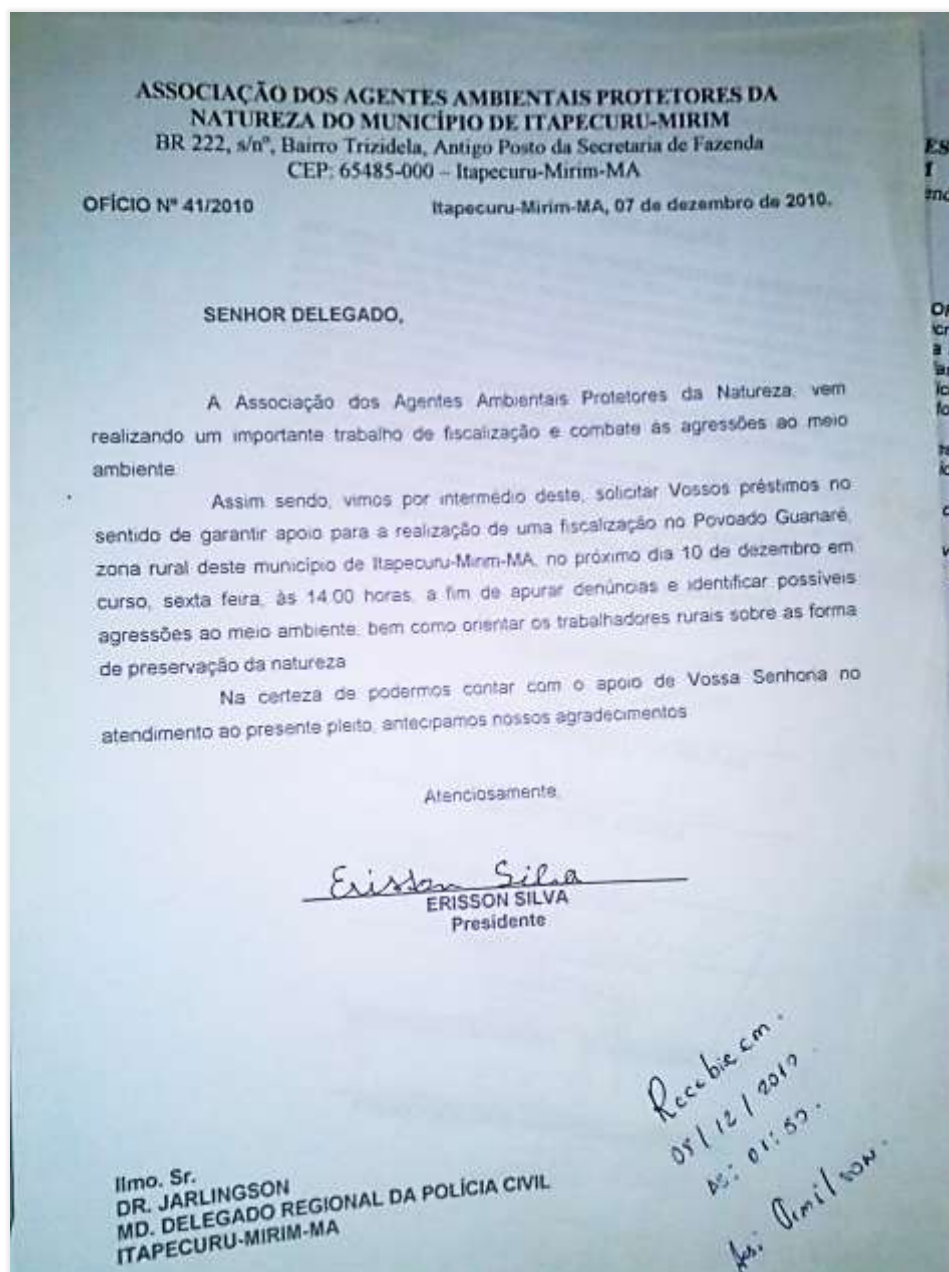 ASSOCIAÇÃO DOS AGENTES AMBIENTAIS PROTETORES DA
NATUREZA DO MUNICÍPIO DE ITAPECURU-MIRIM
BR 222, s/nº, Bairro Trizidela, Antigo Posto da Secretaria de Fazenda
CEP: 65485-000 – Itapecuru-Mirim-MA
OFÍCIO Nº 41/2010 Itapecuru-Mirim-MA, 07 de dezembro de 2010.
SENHOR DELEGADO,
A Associação dos Agentes Ambientais Protetores da Natureza, vem
realizando um importante trabalho de fiscalização e combate às agressões ao meio
ambiente.
Assim sendo, vimos por intermédio deste, solicitar Vossos préstimos no
sentido de garantir apoio para a realização de uma fiscalização no Povoado Guanaré,
zona rural deste município de Itapecuru-Mirim-MA, no próximo dia 10 de dezembro em
curso, sexta feira, às 14:00 horas, a fim de apurar denúncias e identificar possíveis
agressões ao meio ambiente, bem como orientar os trabalhadores rurais sobre as forma
de preservação da natureza
Na certeza de podermos contar com o apoio de Vossa Senhoria no
atendimento ao presente pleito, antecipamos nossos agradecimentos.
Atenciosamente,
Erisson Silva
ERISSON SILVA
Presidente
Recebie em.
/12/2010
Ilmo. Sr.
DR. JARLINGSON
MD. DELEGADO REGIONAL DA POLÍCIA CIVIL
ITAPECURU-MIRIM-MA